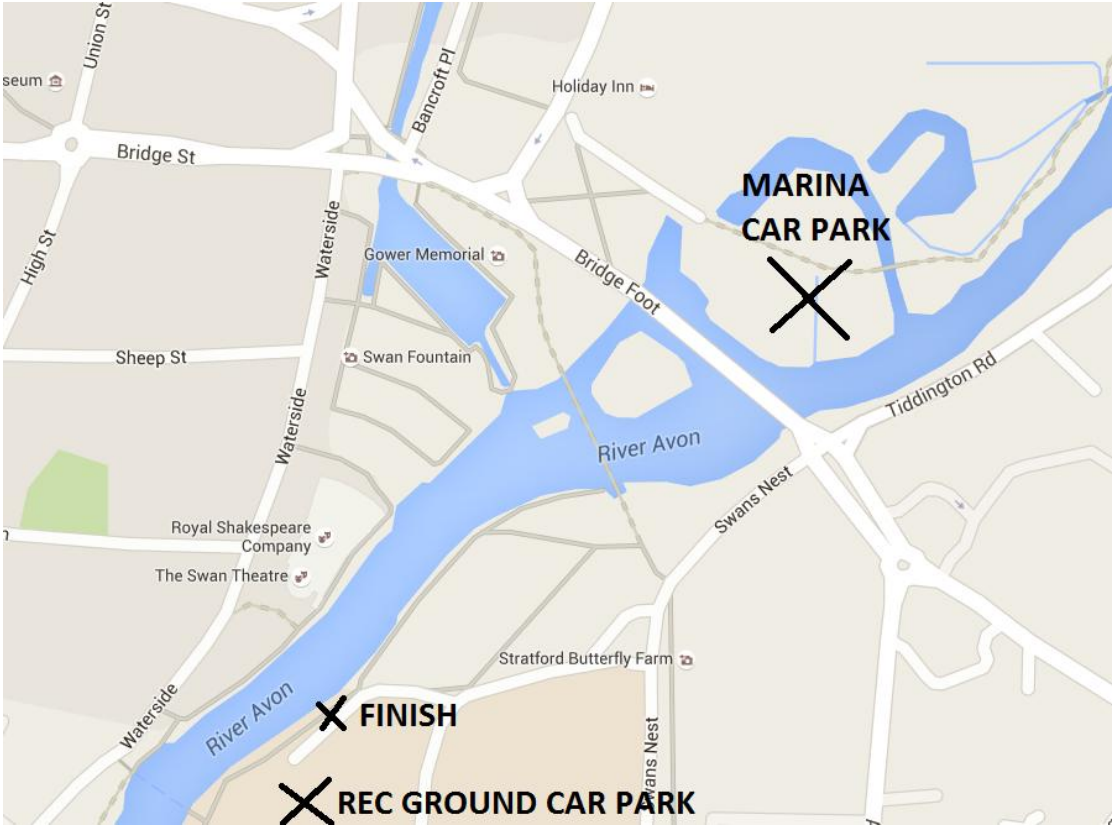 Union St
seum
Bancroft Pl
Holiday Inn
Bridge St
MARINA
CAR PARK
Waterside
High St
Gower Memorial
Bridge Foot
Sheep St
Swan Fountain
Tiddington Rd
Waterside
River Avon
Swans Nest
Royal Shakespeare
Company
The Swan Theatre
Stratford Butterfly Farm
Waterside
River Avon
FINISH
Swans Nest
REC GROUND CAR PARK